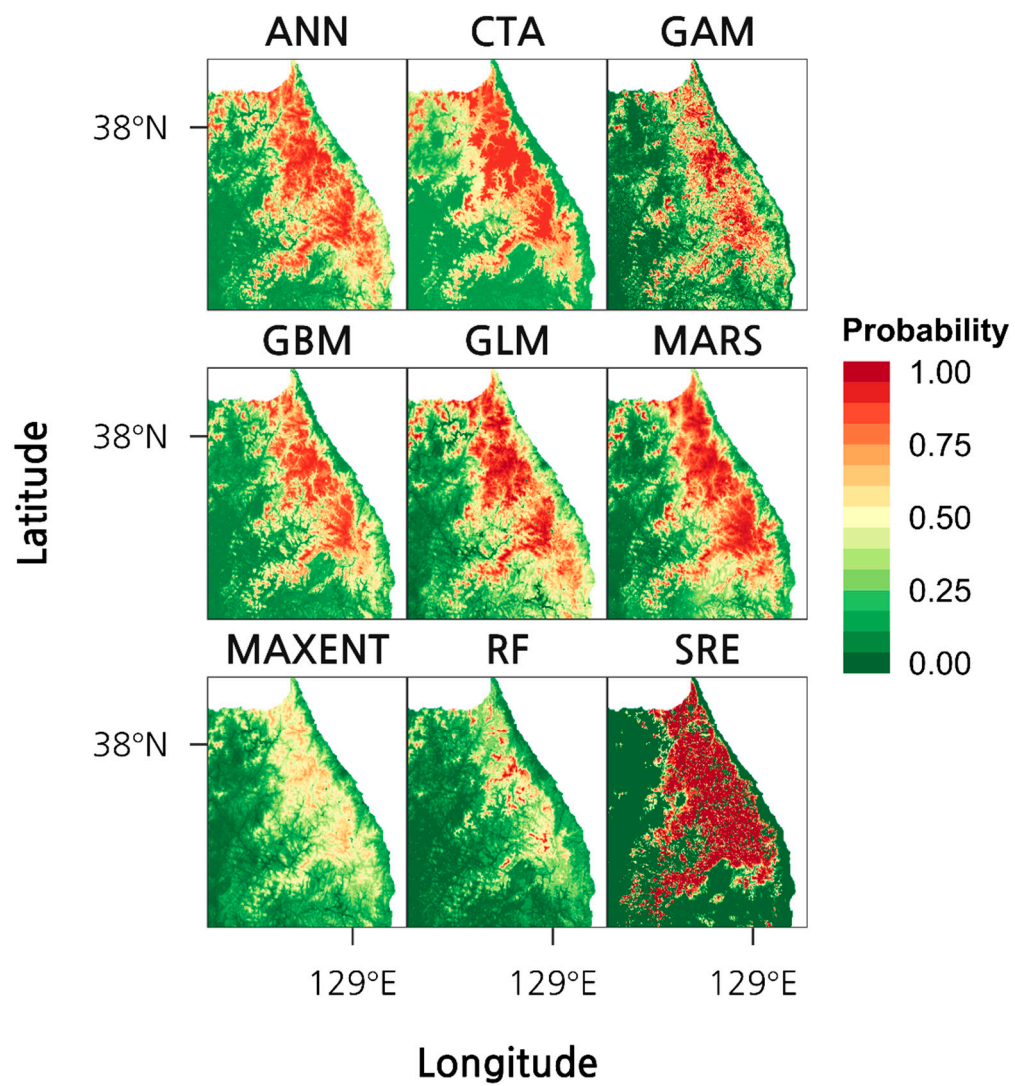 ANN CTA GAM
38°N
GBM GLM MARS
Probability
1.00
38°N
0.75
0.50
0.25
0.00
Latitude
MAXENT RF SRE
38°N
129°E 129°E 129°E
Longitude